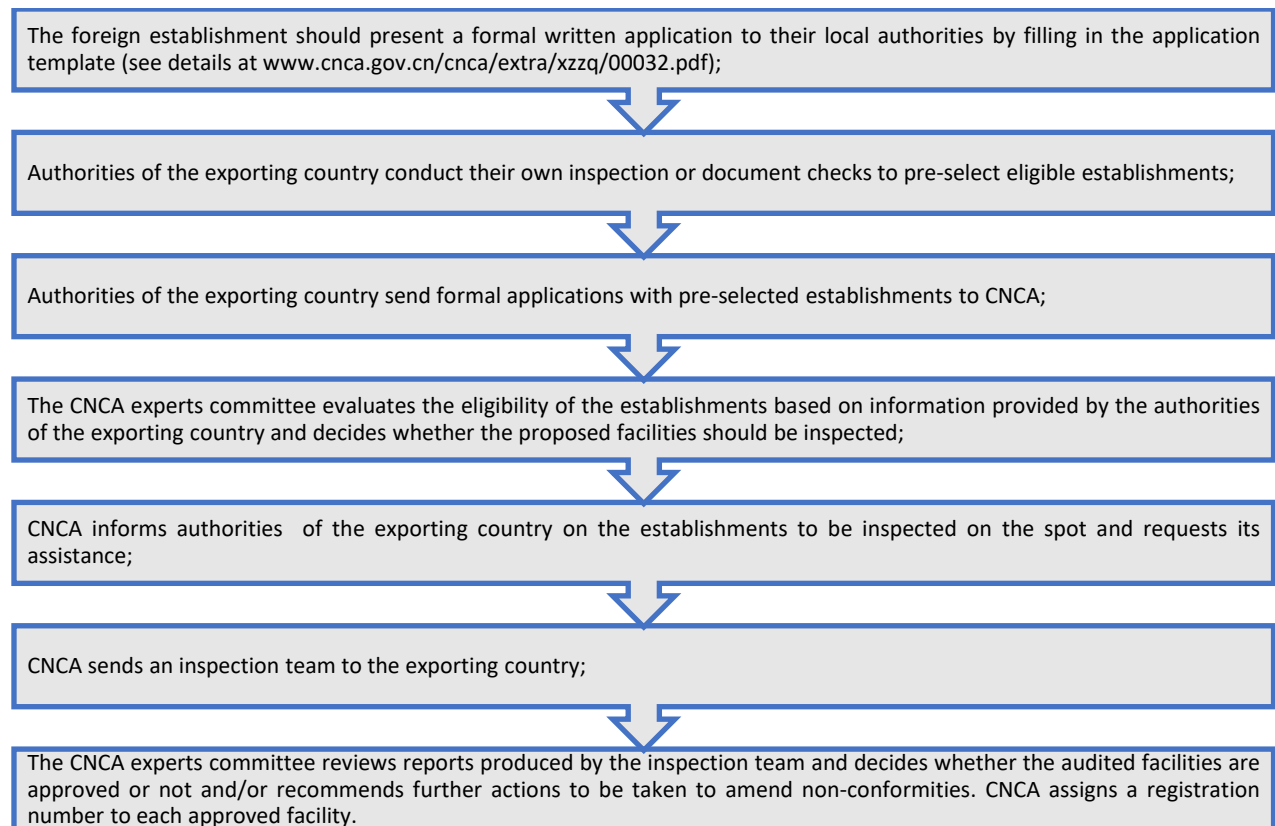 The foreign establishment should present a formal written application to their local authorities by filling in the application
template (see details at www.cnca.gov.cn/cnca/extra/xzzq/00032.pdf);
Authorities of the exporting country conduct their own inspection or document checks to pre-select eligible establishments;
Authorities of the exporting country send formal applications with pre-selected establishments to CNCA;
The CNCA experts committee evaluates the eligibility of the establishments based on information provided by the authorities
of the exporting country and decides whether the proposed facilities should be inspected;
CNCA informs authorities of the exporting country on the establishments to be inspected on the spot and requests its
assistance;
CNCA sends an inspection team to the exporting country;
The CNCA experts committee reviews reports produced by the inspection team and decides whether the audited facilities are
approved or not and/or recommends further actions to be taken to amend non-conformities. CNCA assigns a registration
number to each approved facility.